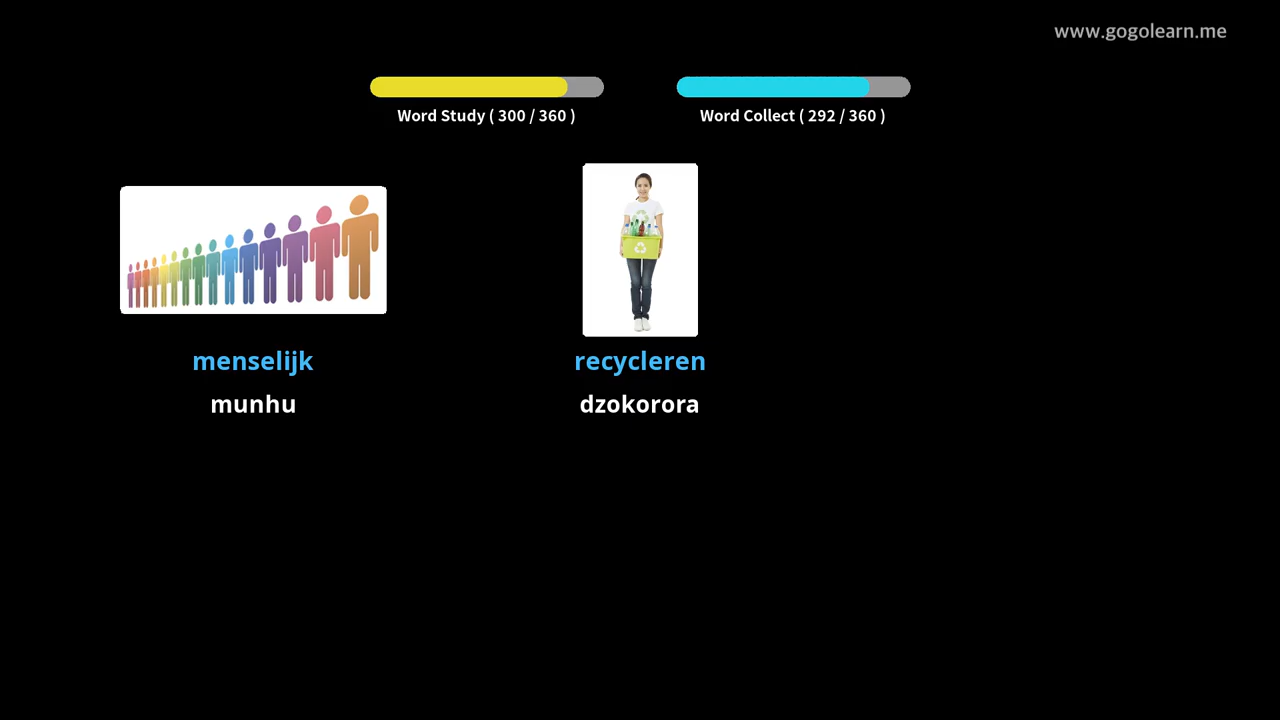 www.gogolearn.me
Word Study ( 300 / 360 )
Word Collect ( 292 / 360 )
menselijk
recycleren
munhu
dzokorora